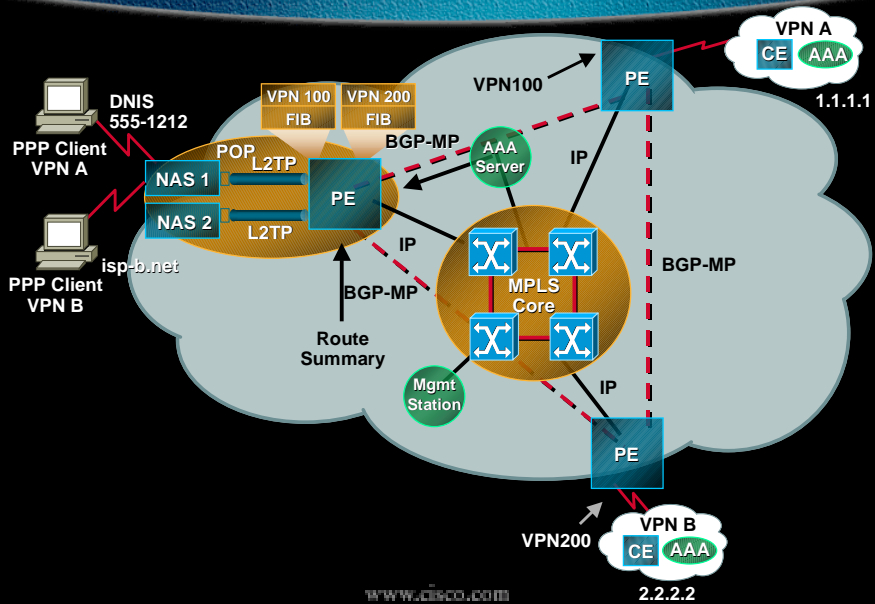 VPN A
CE
AAA
1.1.1.1
PE
VPN100
DNIS
555-1212
PPP Client
VPN A
VPN 100
FIB
VPN 200
FIB
BGP-MP
AAA
Server
IP
POP
L2TP
NAS 1
PE
NAS 2
L2TP
IP
isp-b.net
PPP Client
VPN B
BGP-MP
MPLS
Core
BGP-MP
Route
Summary
Mgmt
Station
IP
PE
VPN200
VPN B
CE
AAA
2.2.2.2
www.cisco.com